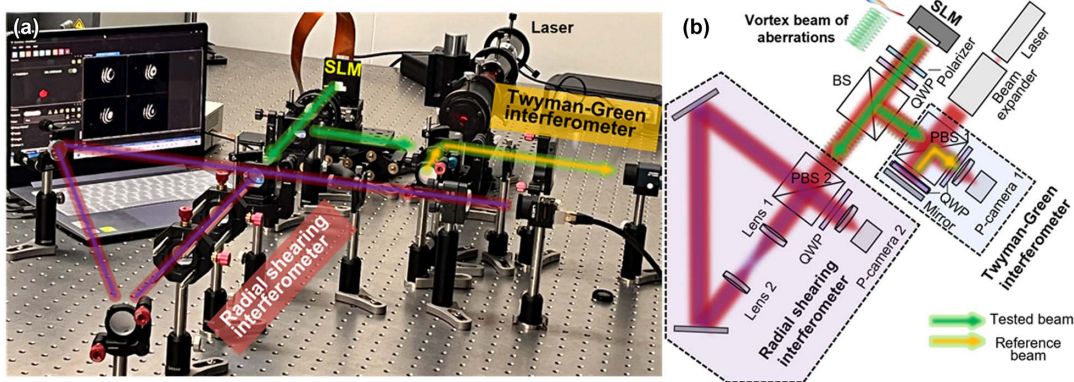 (a.)
Laser
SLM
Twyman-Green
interferometer
Radial shearing
interferometer
(b)
Vortex beam of
aberrations
SLM
Polarizer
QWP
BS
Laser
Beam
expander
PBS 1
PBS 2
Lens 1
Lens 2
QWP
P-camera 2
Mirror
QWP
P-camera 1
Twyman-Green
interferometer
Radial shearing
interferometer
Tested beam
Reference
beam